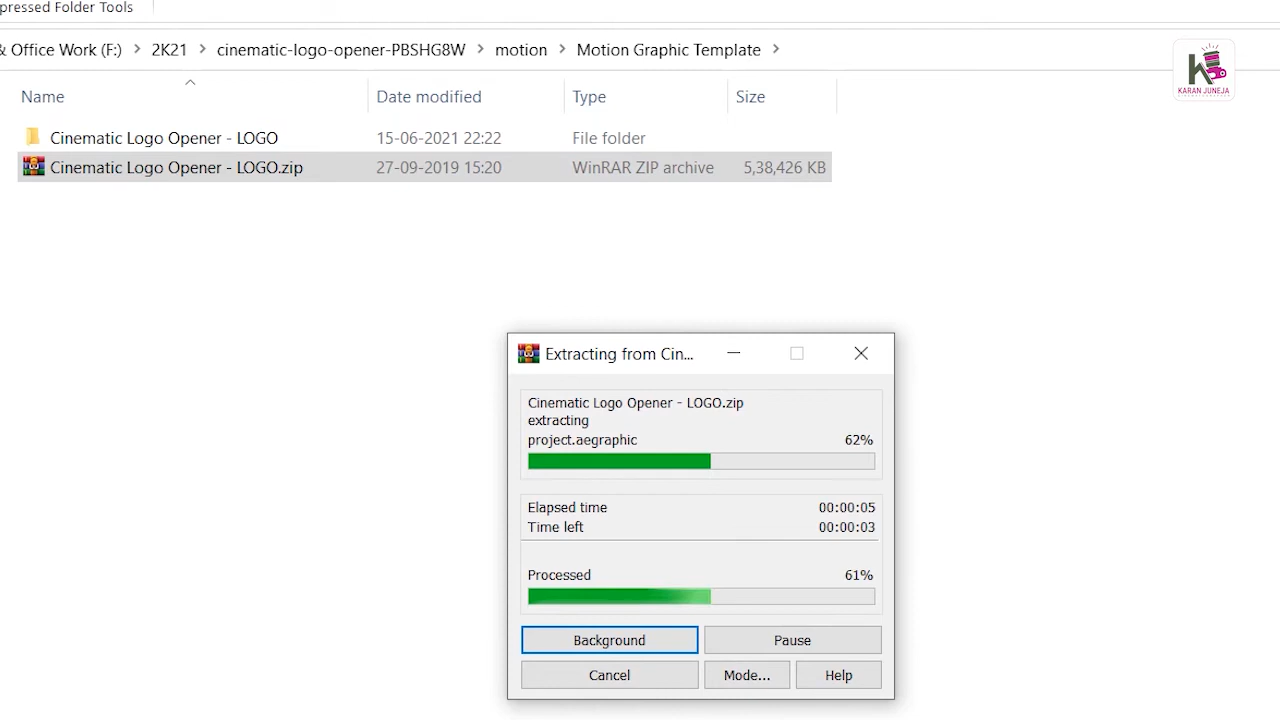 pressed Folder Tools
& Office Work (F:) > 2K21 > cinematic-logo-opener-PBSHG8W > motion > Motion Graphic Template >
KARAN JUNEJA
Name Date modified Type Size
Cinematic Logo Opener - LOGO 15-06-2021 22:22 File folder
Cinematic Logo Opener - LOGO.zip 27-09-2019 15:20 WinRAR ZIP archive 5,38,426 KB
Extracting from Cin...
Cinematic Logo Opener - LOGO.zip
extracting
project.aegraphic 62%
Elapsed time 00:00:05
Time left 00:00:03
Processed 61%
Background Pause
Cancel Mode... Help